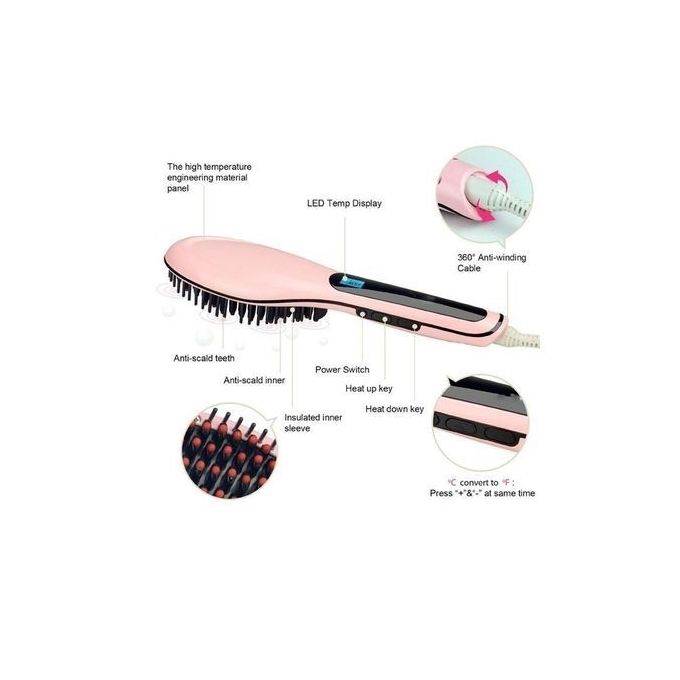 The high temperature
engineering material
panel
LED Temp Display
360° Anti-winding
Cable
Anti-scald teeth
Anti-scald inner
Insulated inner
sleeve
Power Switch
Heat up key
Heat down key
℃ convert to ℉ :
Press "+"&"-" at same time